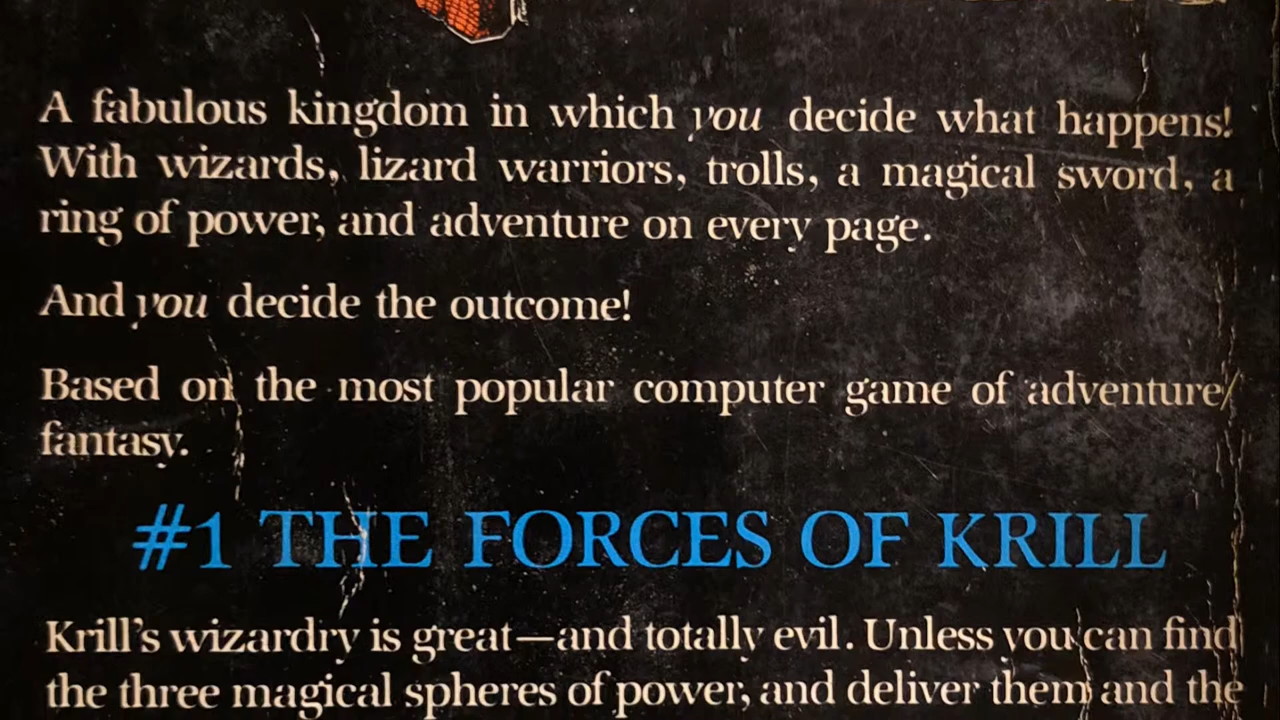 A fabulous kingdom in which you decide what happens!
With wizards, lizard warriors, trolls, a magical sword, a
ring of power, and adventure on every page.
And you decide the outcome!
Based on the most popular computer game of adventure/
fantasy.
#1 THE FORCES OF KRILL
Krill's wizardry is great—and totally evil. Unless you can find
the three magical spheres of power, and deliver them and the